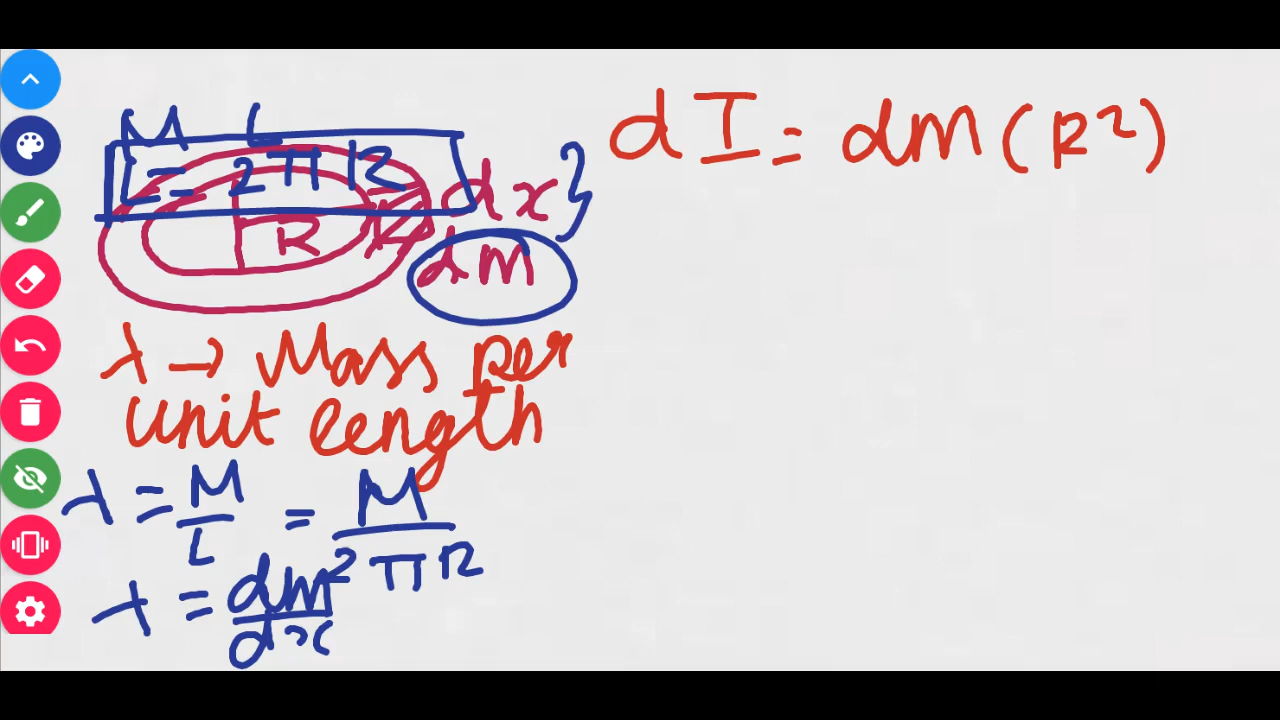 M L
L = 2πR
R
dx
dm
λ → Mass per
unit length
λ = M/L = M/2πR
λ = dm/dx
dI = dm(R²)